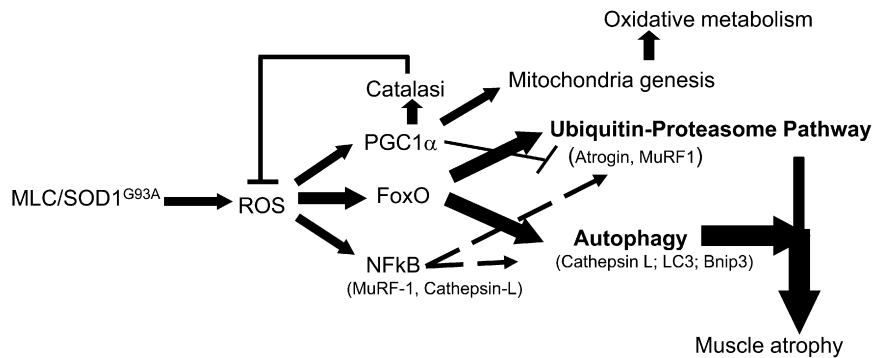 Oxidative metabolism
Mitochondria genesis
Catalasi
PGC1α
Ubiquitin-Proteasome Pathway
(Atrogin, MuRF1)
MLC/SOD1G93A
ROS
FoxO
Autophagy
(Cathepsin L; LC3; Bnip3)
NFkB
(MuRF-1, Cathepsin-L)
Muscle atrophy